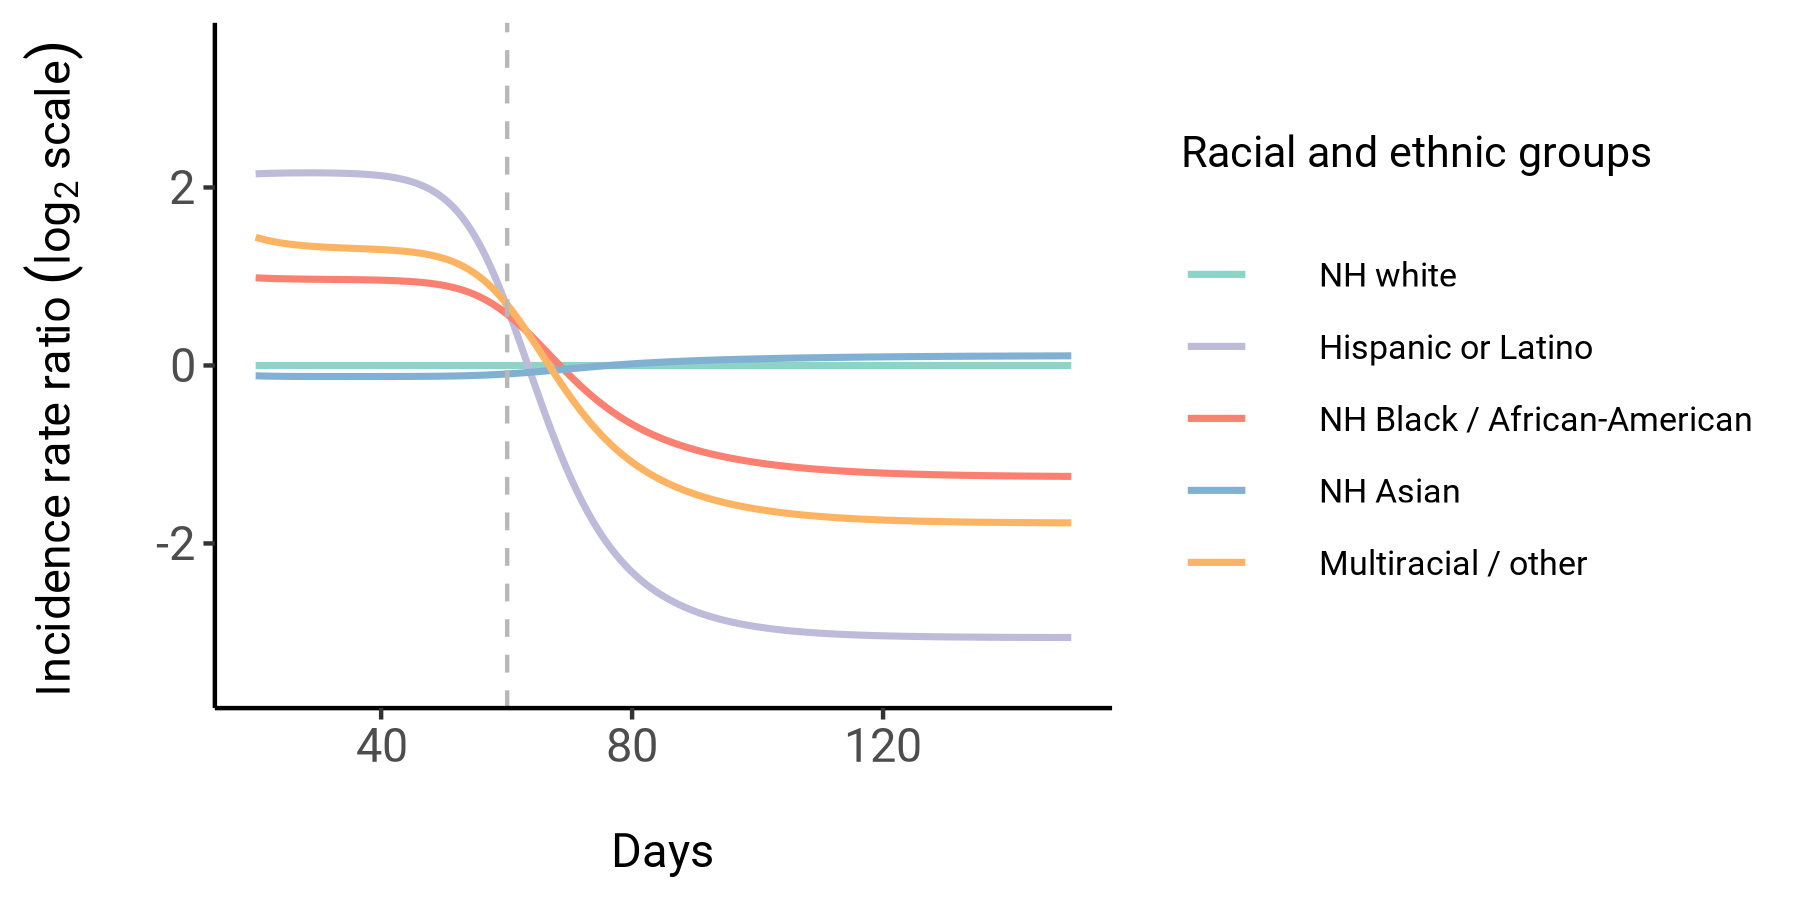 Incidence rate ratio (log₂ scale)
2
0
-2
40
80
120
Days
Racial and ethnic groups
NH white
Hispanic or Latino
NH Black / African-American
NH Asian
Multiracial / other